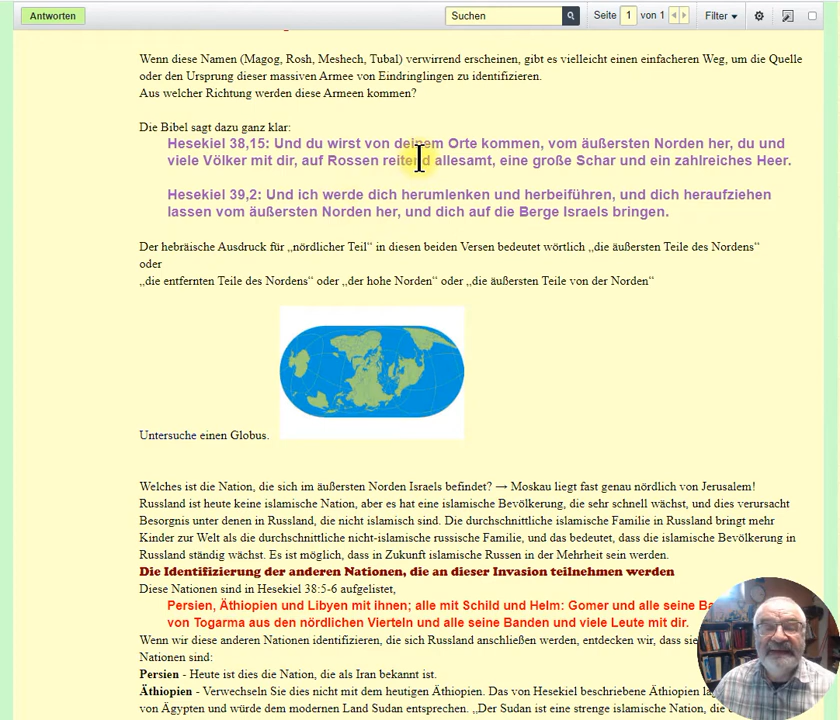 Antworten
Suchen
Seite 1 von 1
Filter
Wenn diese Namen (Magog, Rosh, Meshech, Tubal) verwirrend erscheinen, gibt es vielleicht einen einfacheren Weg, um die Quelle
oder den Ursprung dieser massiven Armee von Eindringlingen zu identifizieren.
Aus welcher Richtung werden diese Armeen kommen?
Die Bibel sagt dazu ganz klar:
Hesekiel 38,15: Und du wirst von deinem Orte kommen, vom äußersten Norden her, du und
viele Völker mit dir, auf Rossen reitend allesamt, eine große Schar und ein zahlreiches Heer.
Hesekiel 39,2: Und ich werde dich herumlenken und herbeiführen, und dich heraufziehen
lassen vom äußersten Norden her, und dich auf die Berge Israels bringen.
Der hebräische Ausdruck für „nördlicher Teil“ in diesen beiden Versen bedeutet wörtlich „die äußersten Teile des Nordens“
oder
„die entfernten Teile des Nordens“ oder „der hohe Norden“ oder „die äußersten Teile von der Norden“
Untersuche einen Globus.
Welches ist die Nation, die sich im äußersten Norden Israels befindet? → Moskau liegt fast genau nördlich von Jerusalem!
Russland ist heute keine islamische Nation, aber es hat eine islamische Bevölkerung, die sehr schnell wächst, und dies verursacht
Besorgnis unter denen in Russland, die nicht islamisch sind. Die durchschnittliche islamische Familie in Russland bringt mehr
Kinder zur Welt als die durchschnittliche nicht-islamische russische Familie, und das bedeutet, dass die islamische Bevölkerung in
Russland ständig wächst. Es ist möglich, dass in Zukunft islamische Russen in der Mehrheit sein werden.
Die Identifizierung der anderen Nationen, die an dieser Invasion teilnehmen werden
Diese Nationen sind in Hesekiel 38:5-6 aufgelistet,
Persien, Äthiopien und Libyen mit ihnen; alle mit Schild und Helm: Gomer und alle seine
von Togarma aus den nördlichen Vierteln und alle seine Banden und viele Leute mit dir.
Wenn wir diese anderen Nationen identifizieren, die sich Russland anschließen werden, entdecken wir, dass
Nationen sind:
Persien - Heute ist dies die Nation, die als Iran bekannt ist.
Äthiopien - Verwechseln Sie dies nicht mit dem heutigen Äthiopien. Das von Hesekiel beschriebene Äthiopien
von Ägypten und würde dem modernen Land Sudan entsprechen. „Der Sudan ist eine strenge islamische Nation,